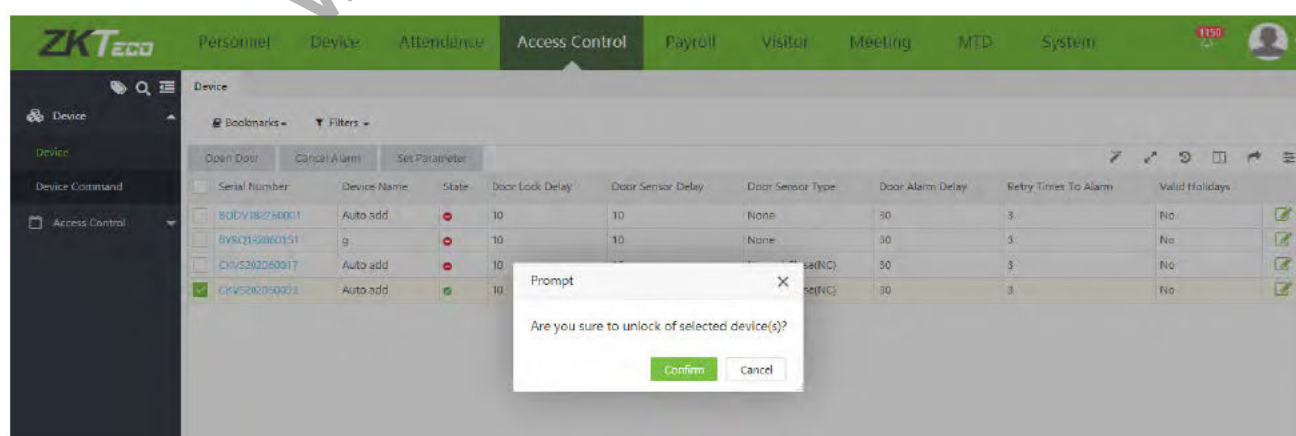 ZKTECO Personnel Device Attendance Access Control Payroll Visitor Meeting MTD System 1150
Device
Device
Bookmarks Filters
Device
Open Door Cancel Alarm Set Parameter
Device Command
Serial Number Device Name State Door Lock Delay Door Sensor Delay Door Sensor Type Door Alarm Delay Retry Times To Alarm Valid Holidays
Auto add 10 10 None 30 3 No
Access Control
g 10 10 None 30 3 No
Auto add 10 30 3 No
Auto add 10 30 3 No
Prompt
Are you sure to unlock of selected device(s)?
Confirm Cancel